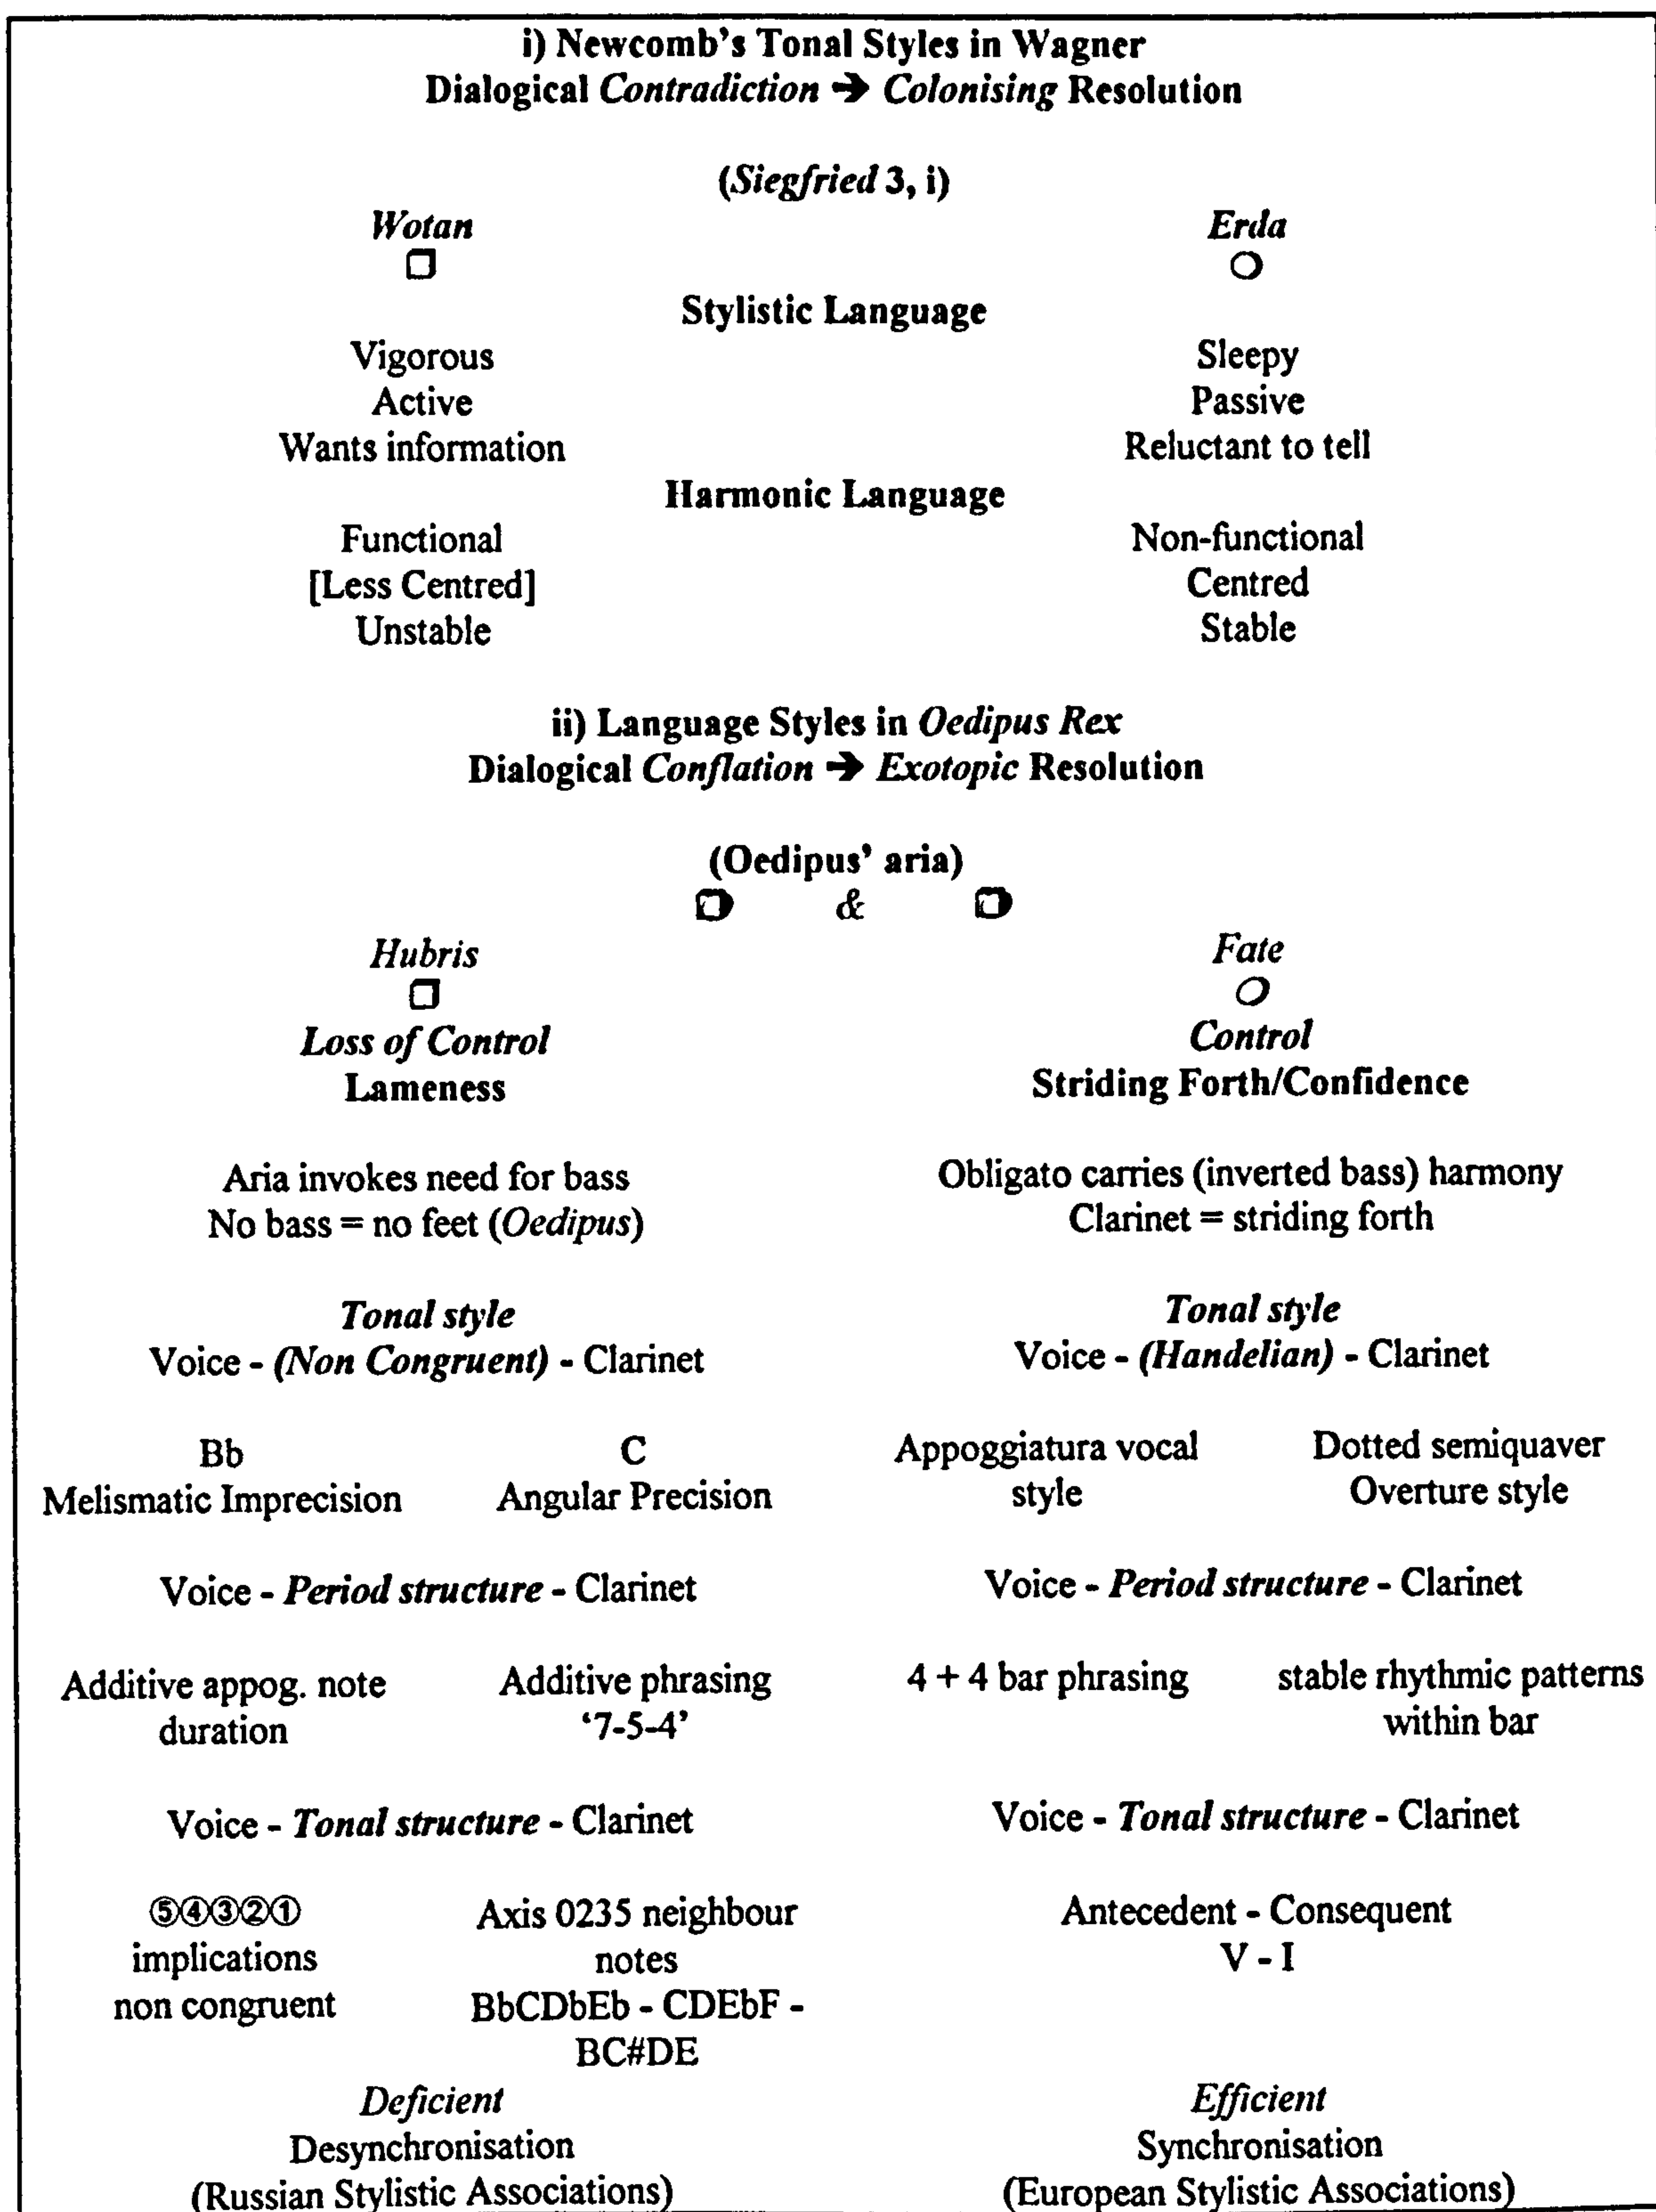 i) Newcomb's Tonal Styles in Wagner
Dialogical Contradiction ➔ Colonising Resolution
(Siegfried 3, i)
Wotan Erda
Stylistic Language
Vigorous Sleepy
Active Passive
Wants information Reluctant to tell
Harmonic Language
Functional Non-functional
[Less Centred] Centred
Unstable Stable
ii) Language Styles in Oedipus Rex
Dialogical Conflation ➔ Exotopic Resolution
(Oedipus' aria)
&
Hubris Fate
Loss of Control Control
Lameness Striding Forth/Confidence
Aria invokes need for bass Obligato carries (inverted bass) harmony
No bass = no feet (Oedipus) Clarinet = striding forth
Tonal style Tonal style
Voice - (Non Congruent) - Clarinet Voice - (Handelian) - Clarinet
Bb C Appoggiatura vocal Dotted semiquaver
Melismatic Imprecision Angular Precision style Overture style
Voice - Period structure - Clarinet Voice - Period structure - Clarinet
Additive appog. note Additive phrasing 4 + 4 bar phrasing stable rhythmic patterns
duration '7-5-4' within bar
Voice - Tonal structure - Clarinet Voice - Tonal structure - Clarinet
⑤④③②① Axis 0235 neighbour Antecedent - Consequent
implications notes V - I
non congruent BbCDbEb - CDEbF -
BC#DE
Deficient Efficient
Desynchronisation Synchronisation
(Russian Stylistic Associations) (European Stylistic Associations)